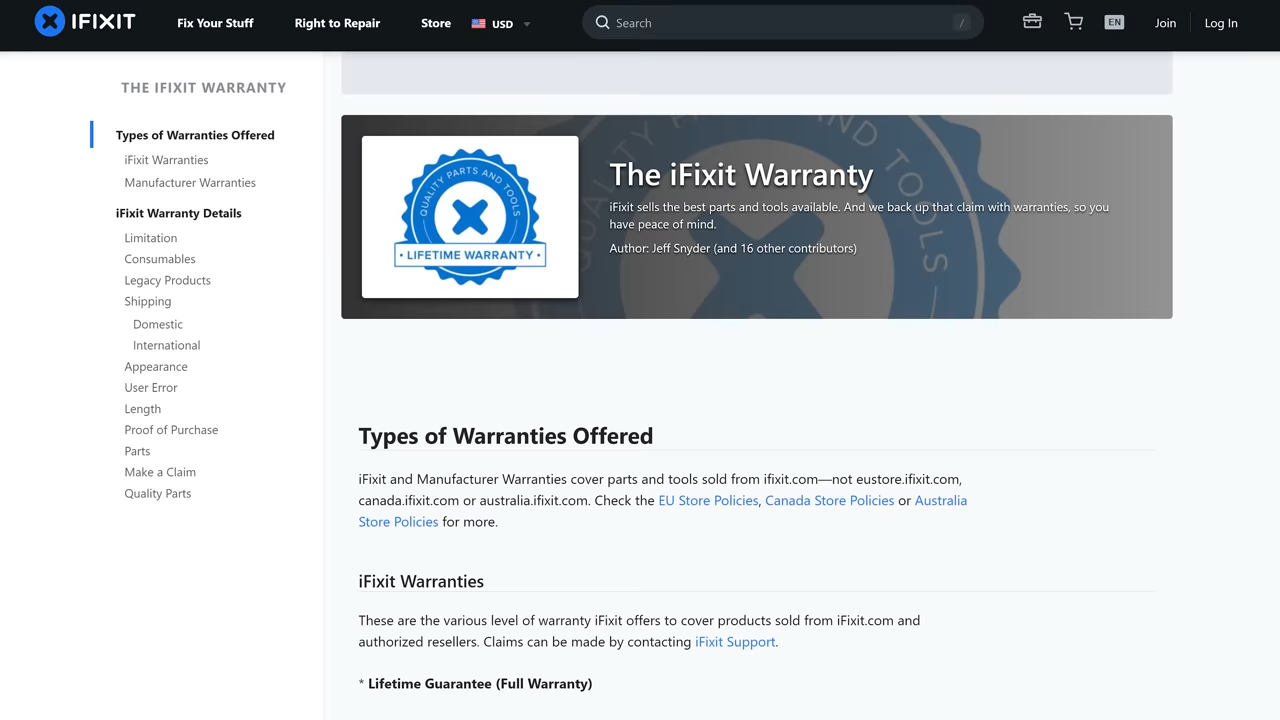 IFIXIT
Fix Your Stuff
Right to Repair
Store
USD
Search
/
EN
Join
Log In
THE IFIXIT WARRANTY
Types of Warranties Offered
iFixit Warranties
Manufacturer Warranties
iFixit Warranty Details
Limitation
Consumables
Legacy Products
Shipping
Domestic
International
Appearance
User Error
Length
Proof of Purchase
Parts
Make a Claim
Quality Parts
QUALITY PARTS AND TOOLS
• LIFETIME WARRANTY •
The iFixit Warranty
iFixit sells the best parts and tools available. And we back up that claim with warranties, so you
have peace of mind.
Author: Jeff Snyder (and 16 other contributors)
Types of Warranties Offered
iFixit and Manufacturer Warranties cover parts and tools sold from ifixit.com—not eustore.ifixit.com,
canada.ifixit.com or australia.ifixit.com. Check the EU Store Policies, Canada Store Policies or Australia
Store Policies for more.
iFixit Warranties
These are the various level of warranty iFixit offers to cover products sold from iFixit.com and
authorized resellers. Claims can be made by contacting iFixit Support.
* Lifetime Guarantee (Full Warranty)